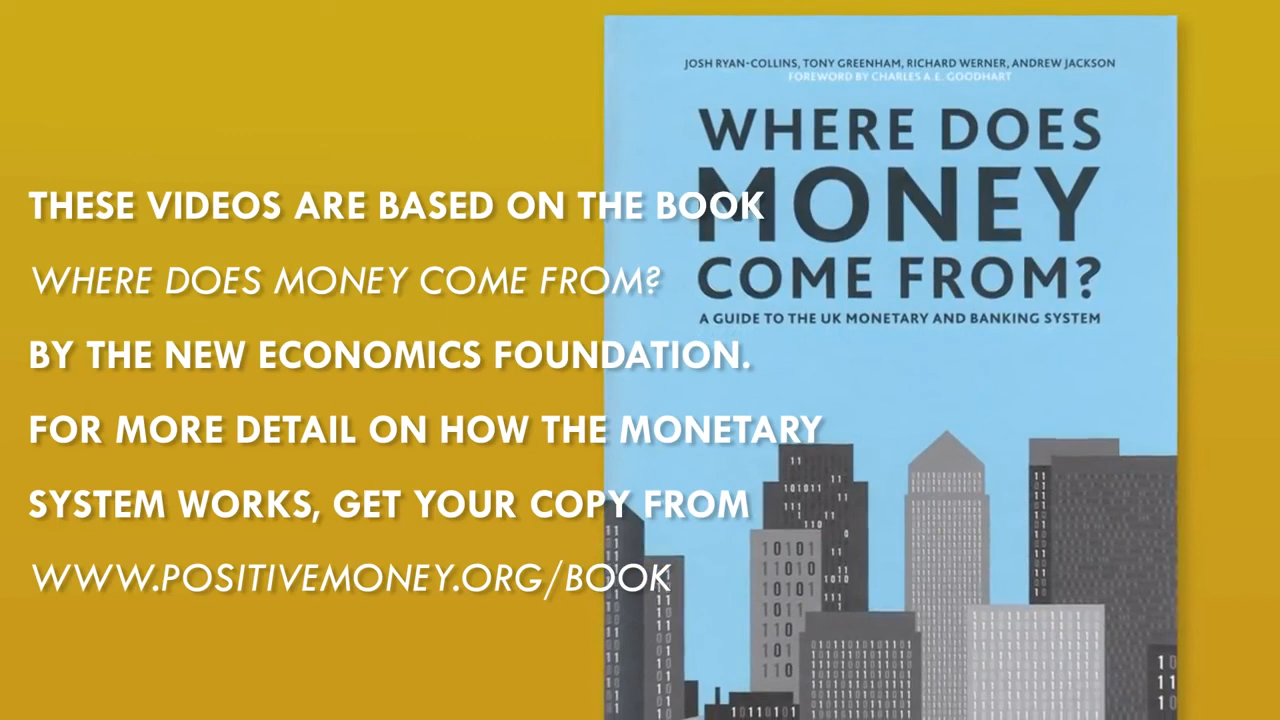 THESE VIDEOS ARE BASED ON THE BOOK
WHERE DOES MONEY COME FROM?
BY THE NEW ECONOMICS FOUNDATION.
FOR MORE DETAIL ON HOW THE MONETARY
SYSTEM WORKS, GET YOUR COPY FROM
WWW.POSITIVEMONEY.ORG/BOOK
JOSH RYAN-COLLINS, TONY GREENHAM, RICHARD WERNER, ANDREW JACKSON
FOREWORD BY CHARLES A.E. GOODHART
WHERE DOES
MONEY
COME FROM?
A GUIDE TO THE UK MONETARY AND BANKING SYSTEM